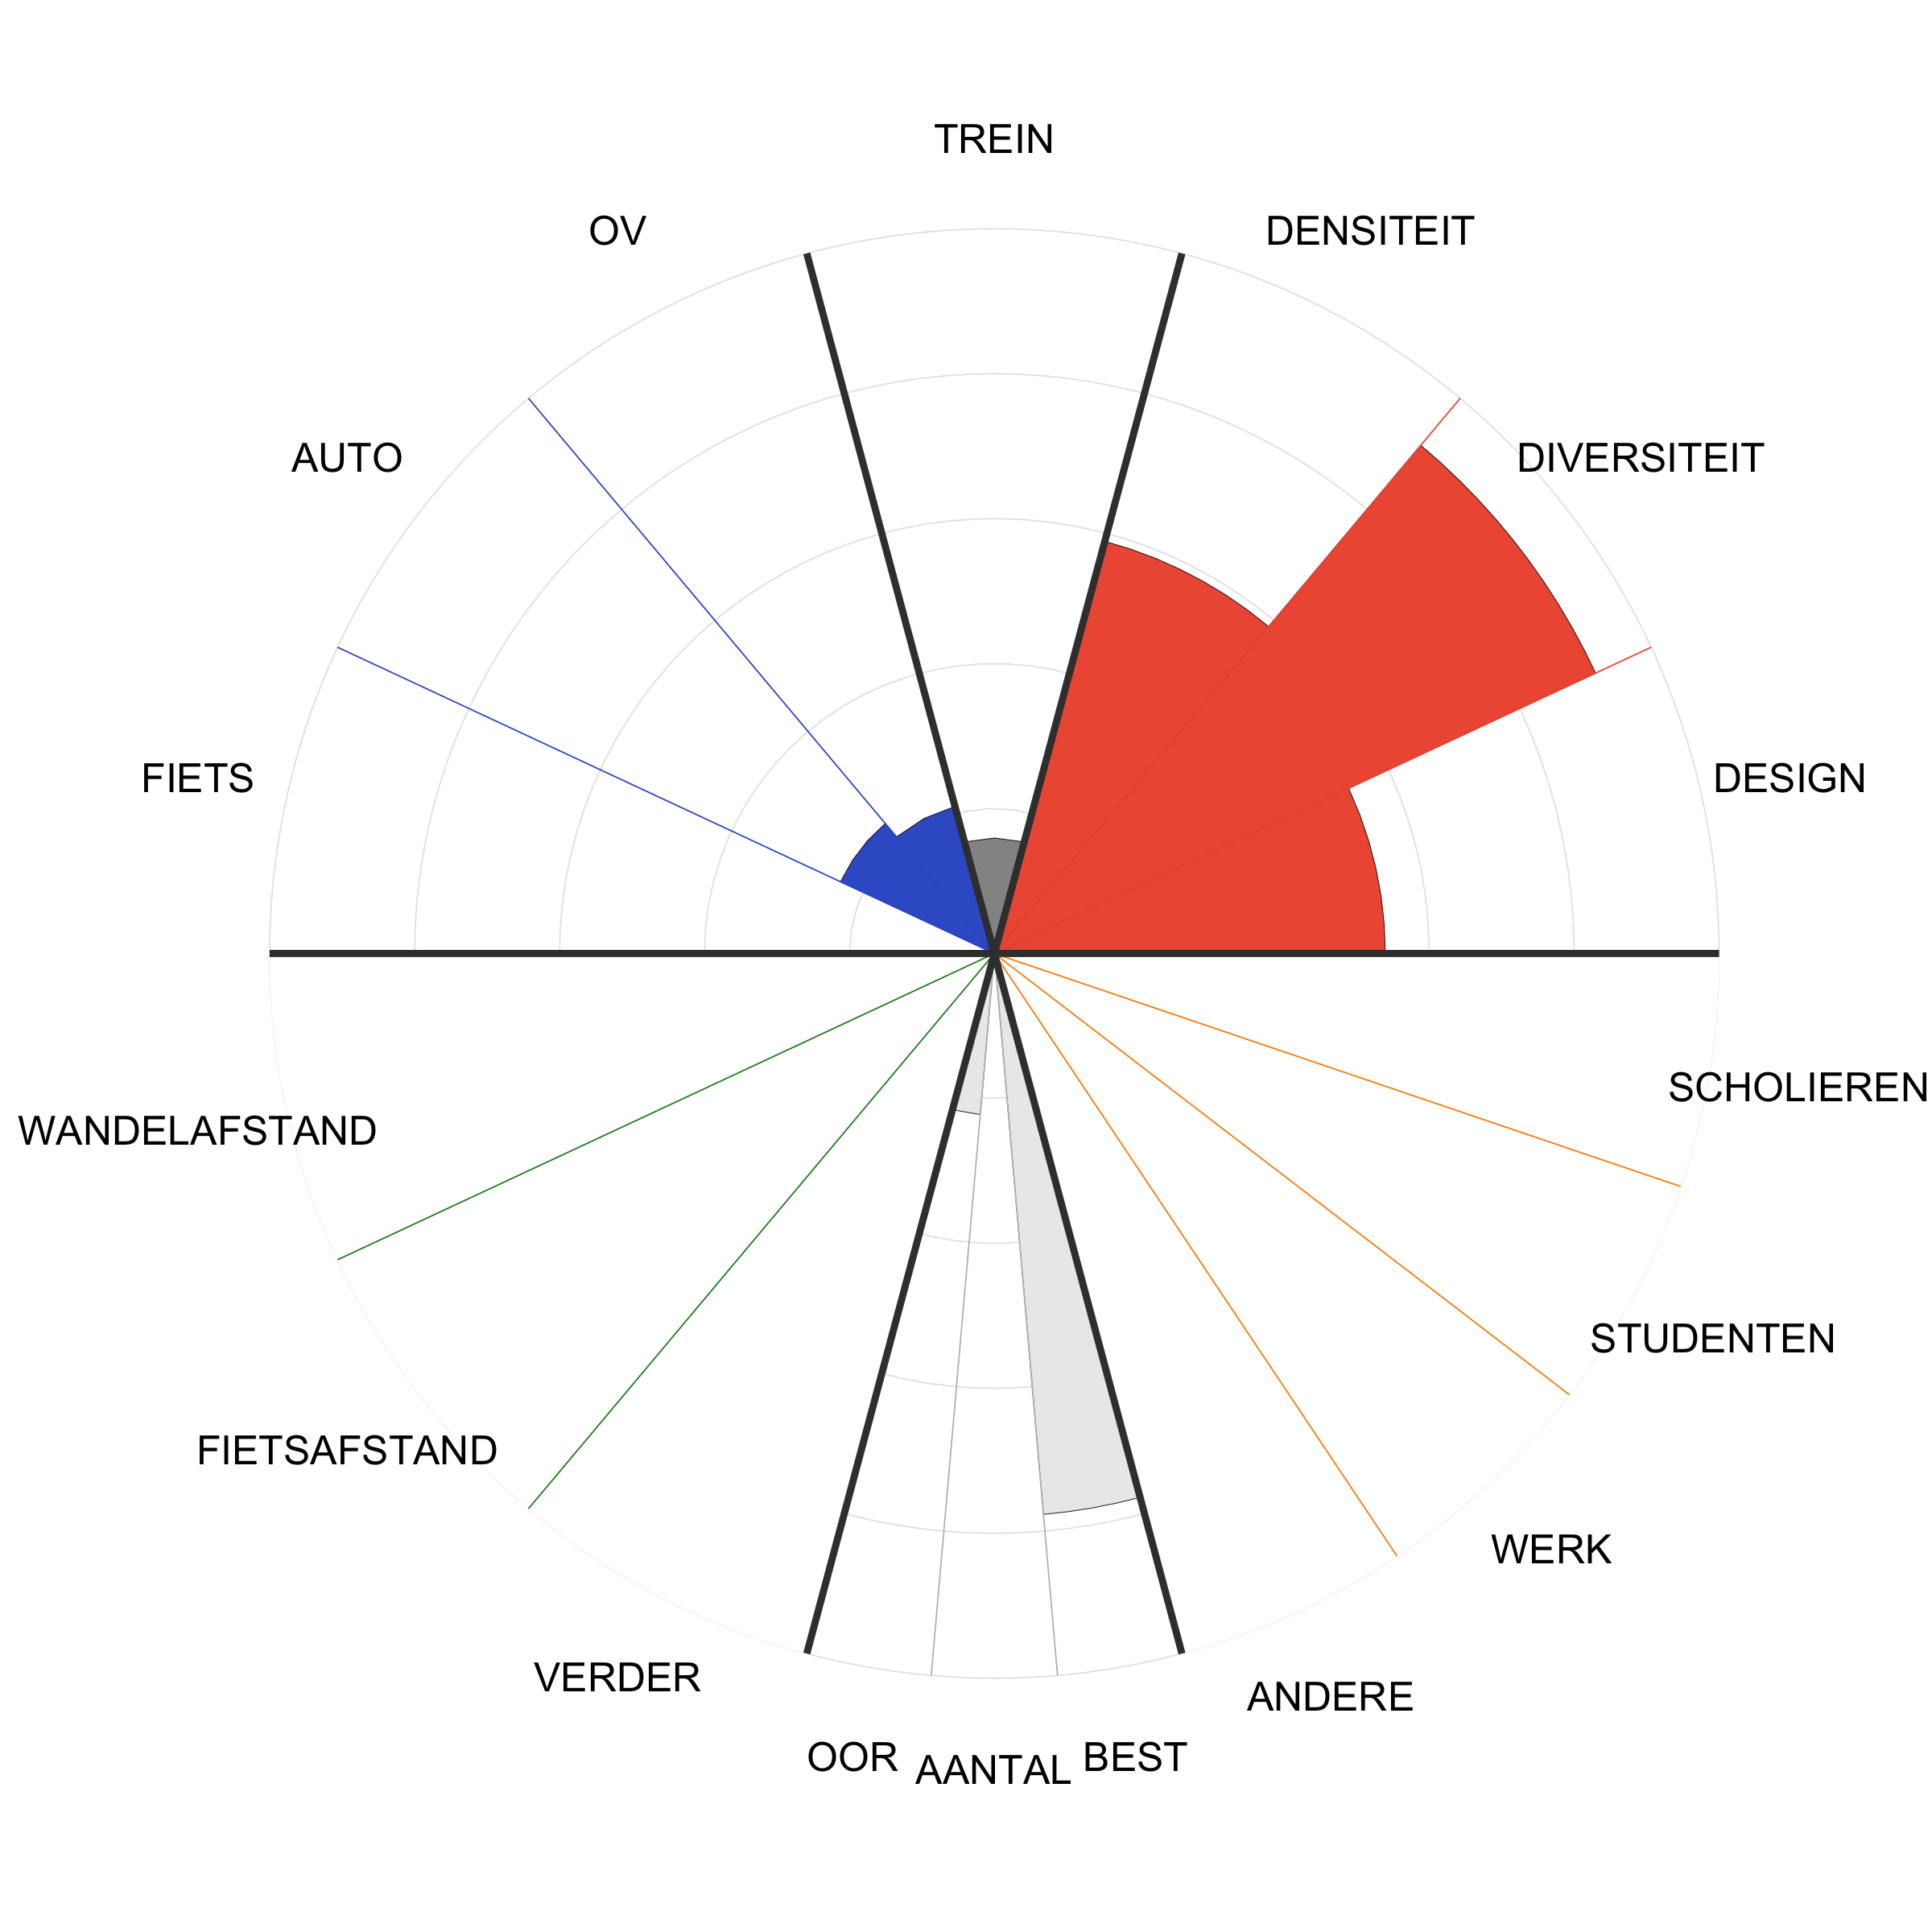 TREIN
OV
DENSITEIT
AUTO
DIVERSITEIT
FIETS
DESIGN
SCHOLIEREN
WANDELAFSTAND
STUDENTEN
FIETSAFSTAND
WERK
VERDER
ANDERE
OOR
AANTAL
BEST